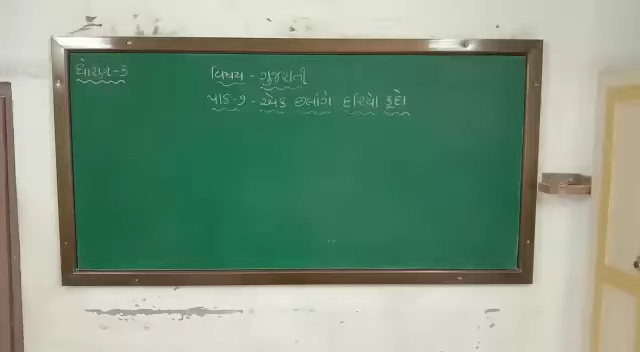 ધોરણ-૩
વિષય - ગુજરાતી
પાઠ-૭ - એક છલાંગે દરિયો કૂદ્યો